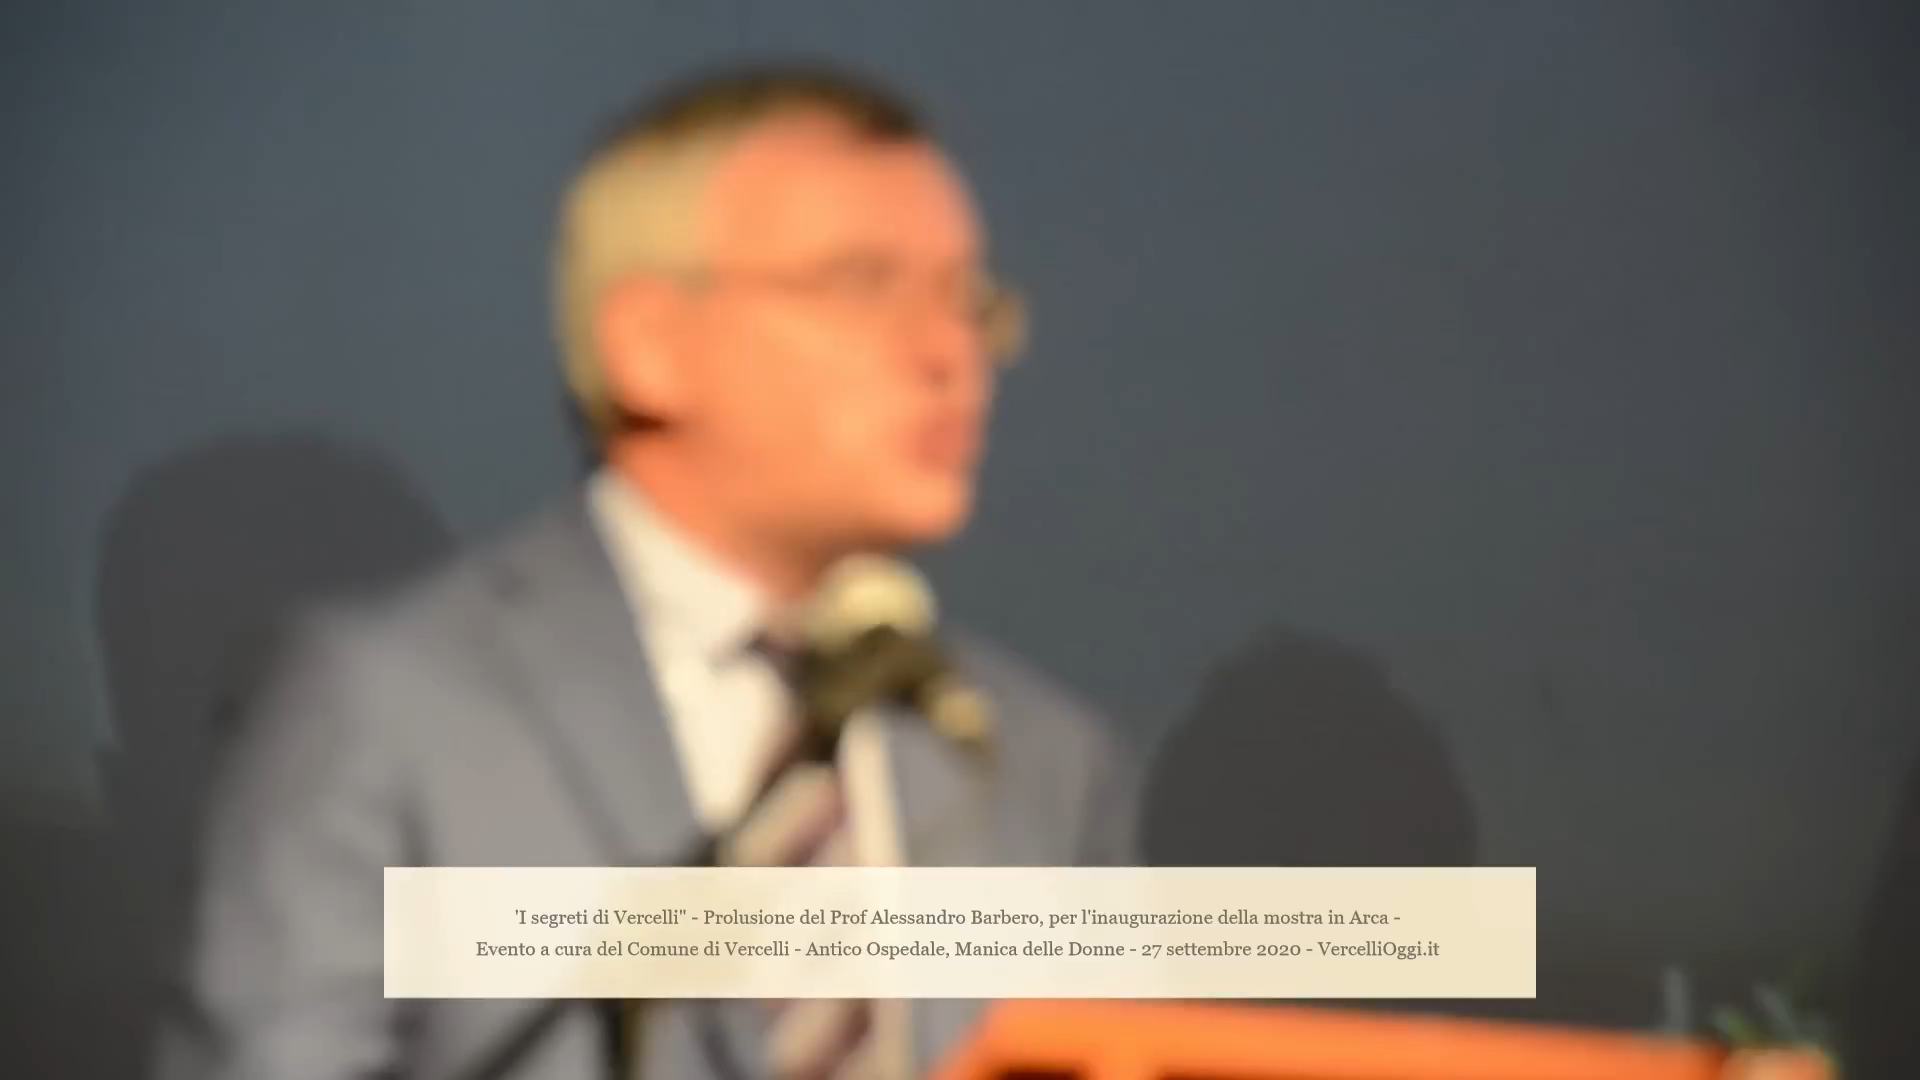 'I segreti di Vercelli" - Prolusione del Prof Alessandro Barbero, per l'inaugurazione della mostra in Arca -
Evento a cura del Comune di Vercelli - Antico Ospedale, Manica delle Donne - 27 settembre 2020 - VercelliOggi.it